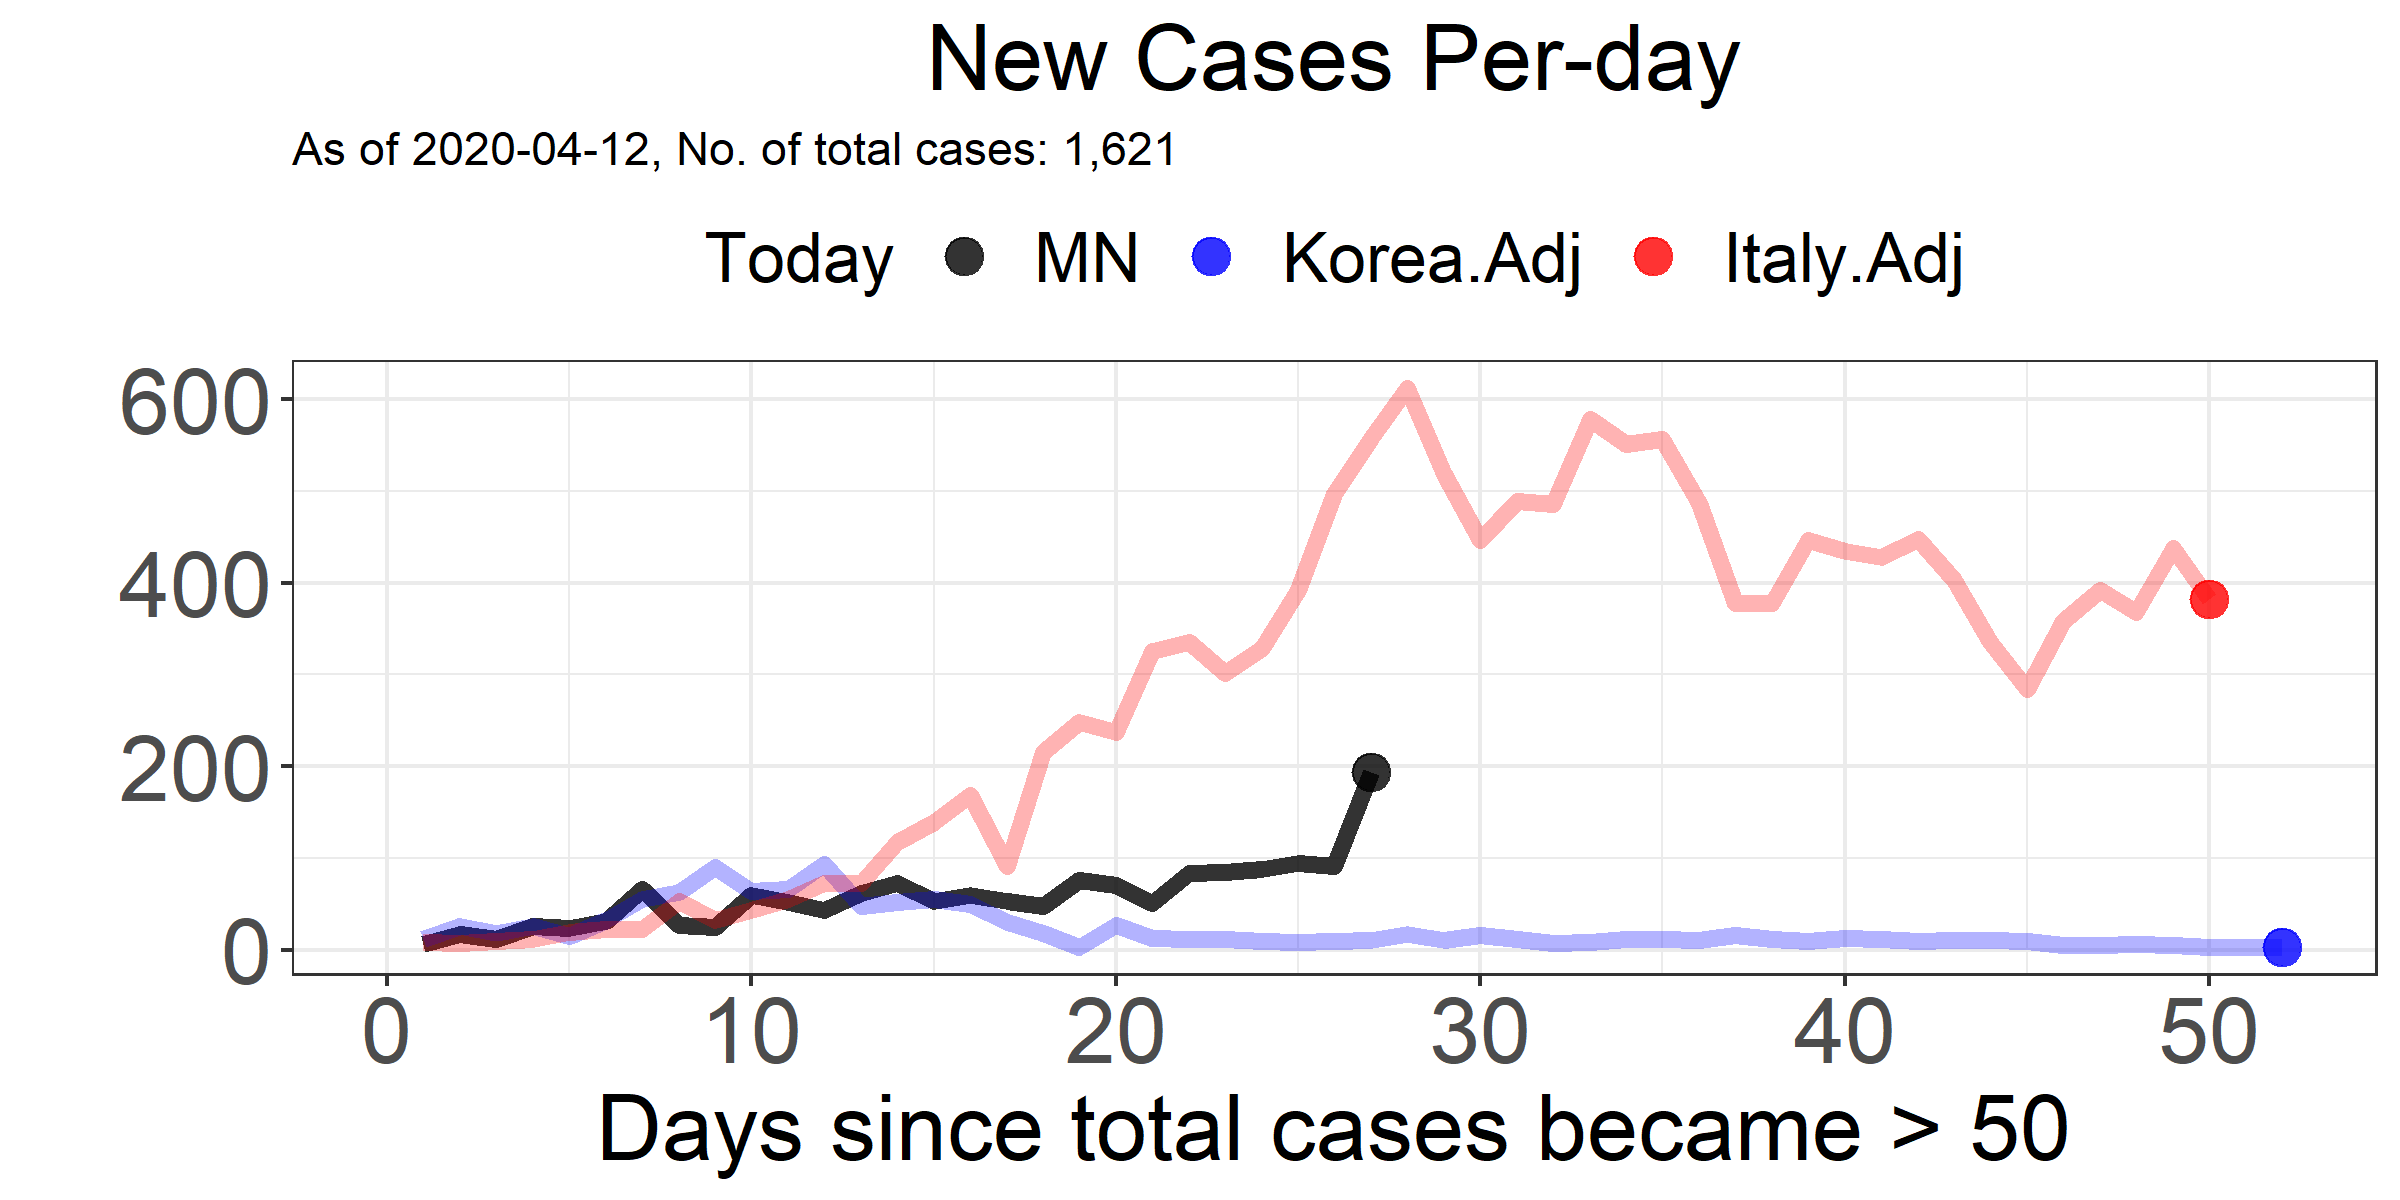 New Cases Per-day
As of 2020-04-12, No. of total cases: 1,621
Today MN Korea.Adj Italy.Adj
600
400
200
0
0 10 20 30 40 50
Days since total cases became > 50